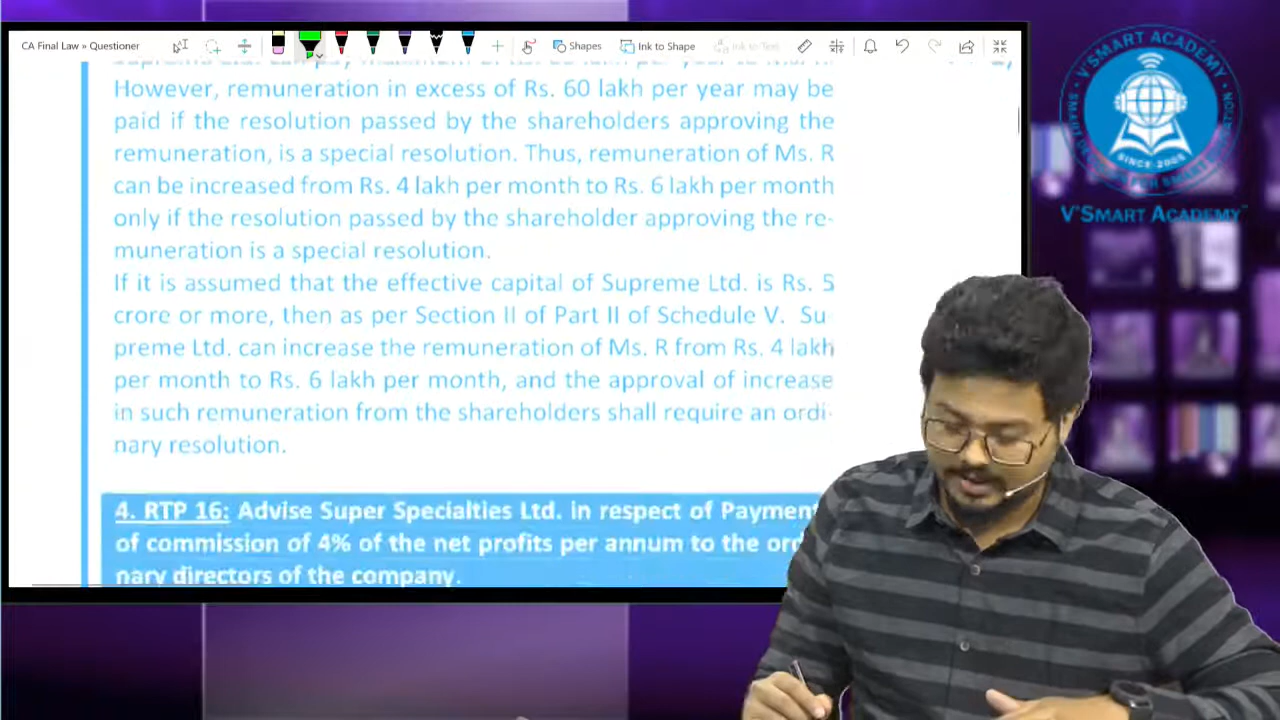 CA Final Law » Questioner
Shapes
Ink to Shape
Ink to Text
However, remuneration in excess of Rs. 60 lakh per year may be
paid if the resolution passed by the shareholders approving the
remuneration, is a special resolution. Thus, remuneration of Ms. R
can be increased from Rs. 4 lakh per month to Rs. 6 lakh per month
only if the resolution passed by the shareholder approving the re-
muneration is a special resolution.
If it is assumed that the effective capital of Supreme Ltd. is Rs. 5
crore or more, then as per Section II of Part II of Schedule V. Su-
preme Ltd. can increase the remuneration of Ms. R from Rs. 4 lakh
per month to Rs. 6 lakh per month, and the approval of increase
in such remuneration from the shareholders shall require an ordi-
nary resolution.
4. RTP 16: Advise Super Specialties Ltd. in respect of Payment
of commission of 4% of the net profits per annum to the
nary directors of the company.
V'SMART ACADEMY
SINCE-2005
V'SMART ACADEMY